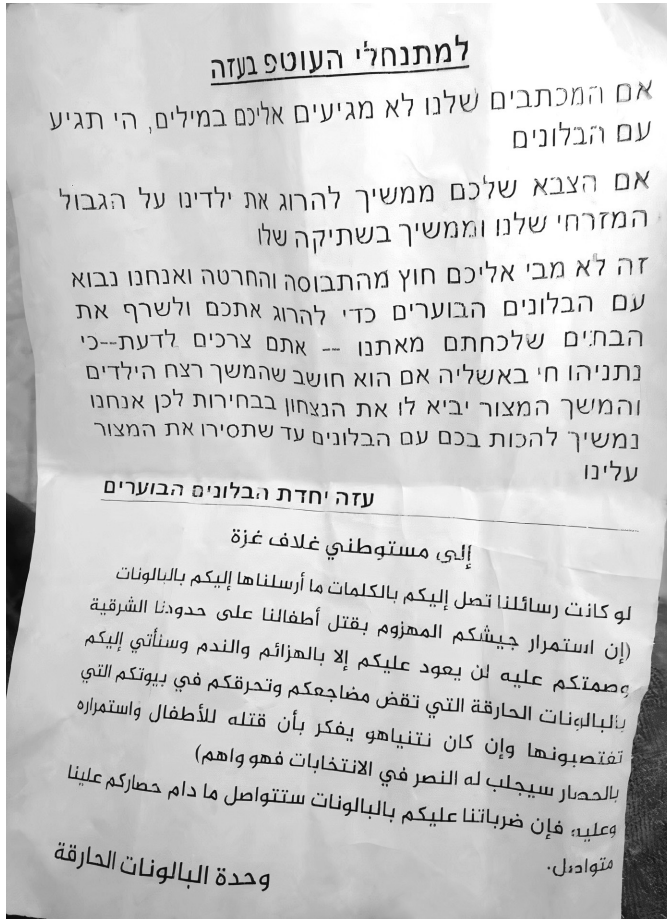 למתנחלי העוטפ בעזה
אם המכתבים שלנו לא מגיעים אליכם במילים, הי תגיע
עם הבלונים
אם הצבא שלכם ממשיך להרוג את ילדינו על הגבול
המזרחי שלנו וממשיך בשתיקה שלו
זה לא מבי אליכם חוץ מהתבוסה והחרטה ואנחנו נבוא
עם הבלונים הבוערים כדי להרוג אתכם ולשרף את
הבתים שלכחתם מאתנו -- אתם צרכים לדעת--כי
נתניהו חי באשליה אם הוא חושב שהמשך רצח הילדים
והמשך המצור יביא לו את הנצחון בבחירות לכן אנחנו
נמשיך להכות בכם עם הבלונים עד שתסירו את המצור
עלינו
עזה יחדת הבלונים הבוערים
إلى مستوطني غلاف غزة
لو كانت رسائلنا تصل إليكم بالكلمات ما أرسلناها إليكم بالبالونات
(إن استمرار جيشكم المهزوم بقتل أطفالنا على حدودنا الشرقية
وصمتكم عليه لن يعود عليكم إلا بالهزائم والندم وسنأتي إليكم
بالبالونات الحارقة التي تقض مضاجعكم وتحرقكم في بيوتكم التي
تغتصبونها وإن كان نتنياهو يفكر بأن قتله للأطفال واستمراره
بالحصار سيجلب له النصر في الانتخابات فهو واهم)
وعليه، فإن ضرباتنا عليكم بالبالونات ستتواصل ما دام حصاركم علينا
متواصل.
وحدة البالونات الحارقة